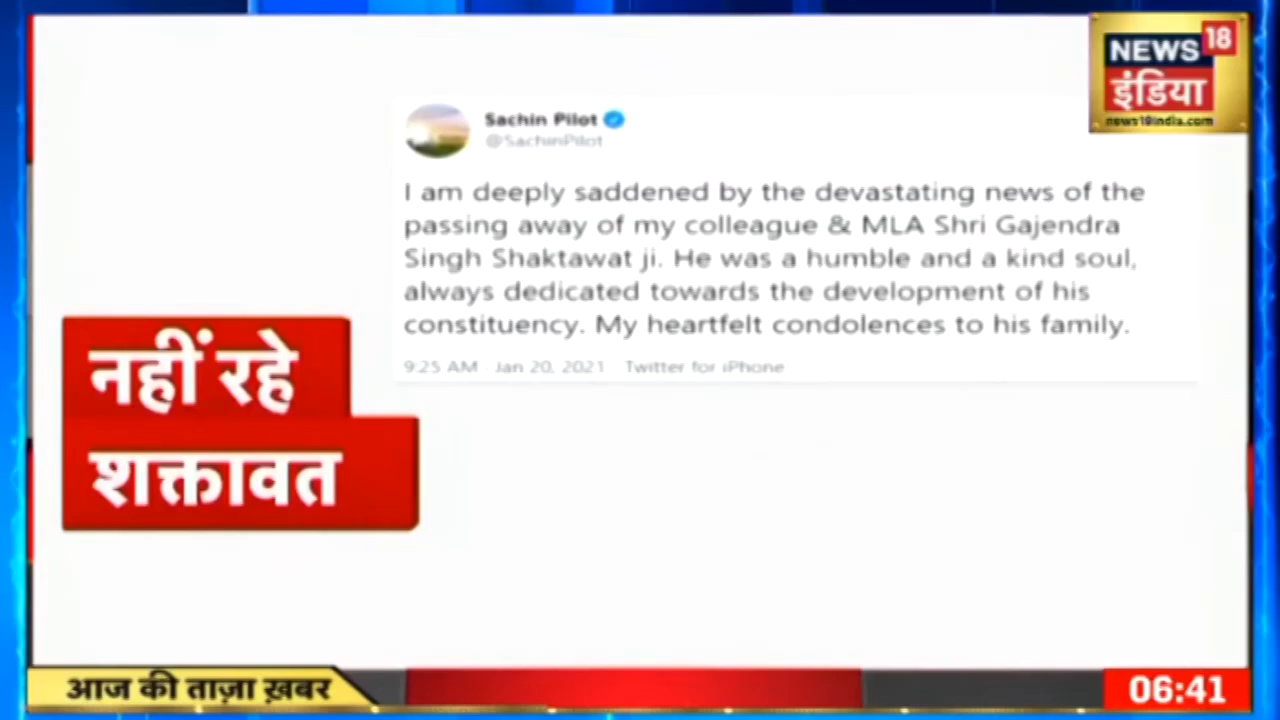 NEWS 18
इंडिया
news18india.com
Sachin Pilot
@SachinPilot
I am deeply saddened by the devastating news of the
passing away of my colleague & MLA Shri Gajendra
Singh Shaktawat ji. He was a humble and a kind soul,
always dedicated towards the development of his
constituency. My heartfelt condolences to his family.
9:25 AM Jan 20, 2021 Twitter for iPhone
नहीं रहे
शक्तावत
आज की ताज़ा ख़बर
06:41